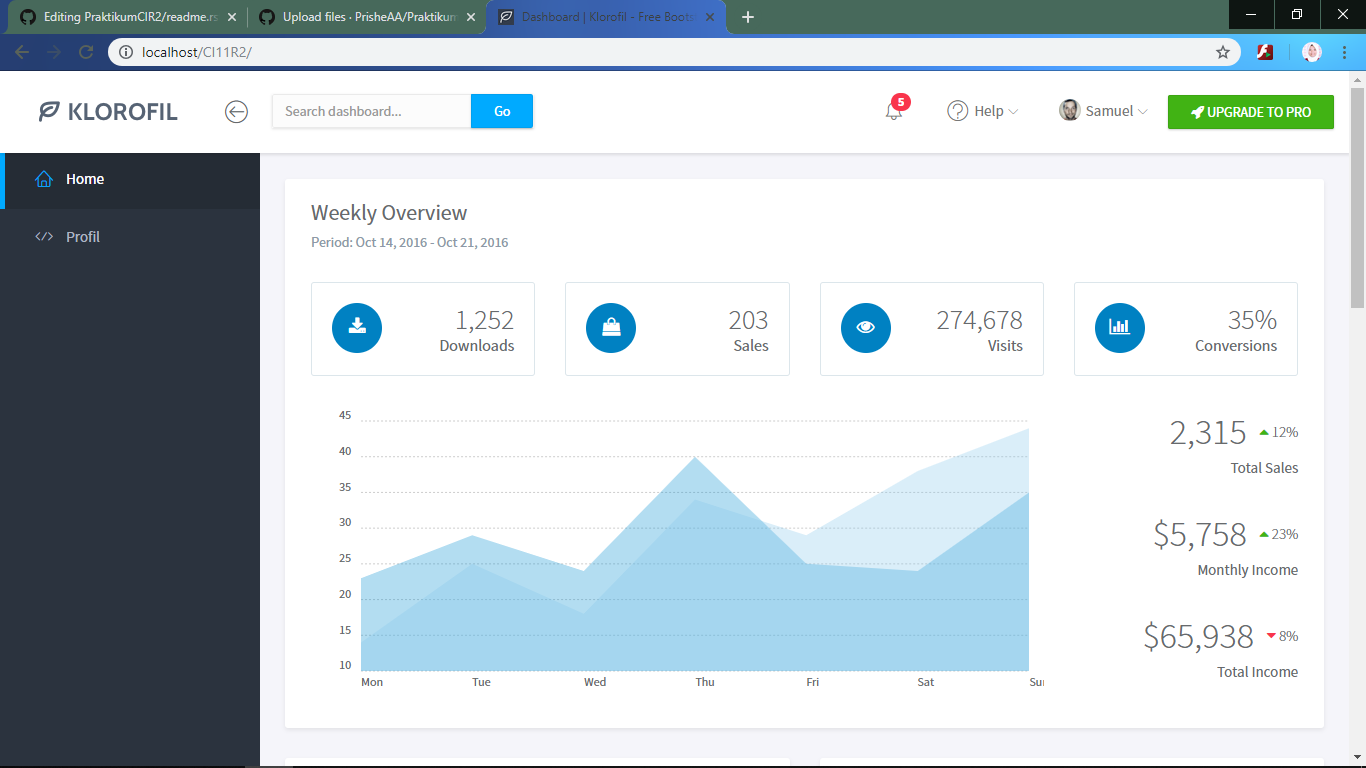 Editing PraktikumCIR2/readme.rs
Upload files · PrisheAA/Praktikum
Dashboard | Klorofil - Free Boots
localhost/CI11R2/
KLOROFIL
Search dashboard...
Go
5
Help
Samuel
UPGRADE TO PRO
Home
Profil
Weekly Overview
Period: Oct 14, 2016 - Oct 21, 2016
1,252
Downloads
203
Sales
274,678
Visits
35%
Conversions
45
40
35
30
25
20
15
10
Mon Tue Wed Thu Fri Sat Sun
2,315 12%
Total Sales
$5,758 23%
Monthly Income
$65,938 8%
Total Income